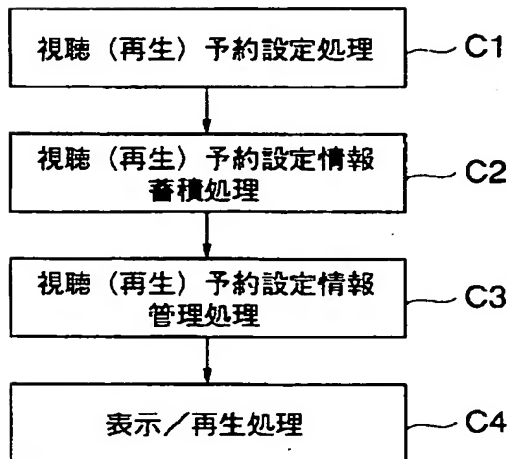 視聴（再生）予約設定処理 C1
視聴（再生）予約設定情報
蓄積処理 C2
視聴（再生）予約設定情報
管理処理 C3
表示／再生処理 C4